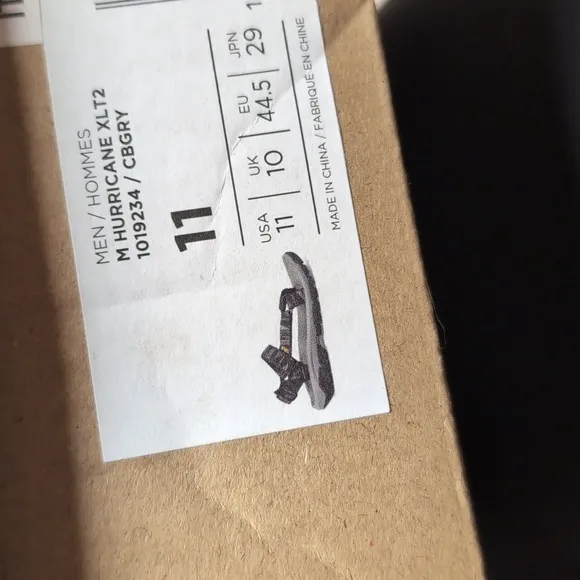 MEN / HOMMES
M HURRICANE XLT2
1019234 / CBGRY
11
USA UK EU JPN
11 10 44.5 29
MADE IN CHINA / FABRIQUÉ EN CHINE